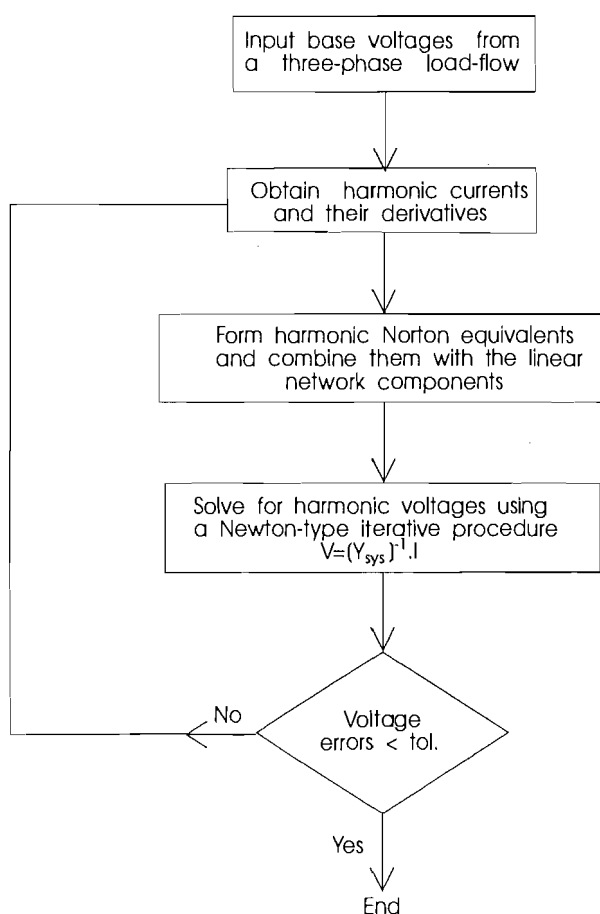 Input base voltages from
a three-phase load-flow
Obtain harmonic currents
and their derivatives
Form harmonic Norton equivalents
and combine them with the linear
network components
Solve for harmonic voltages using
a Newton-type iterative procedure
V=(Y_sys)^-1.I
No
Voltage
errors < tol.
Yes
End